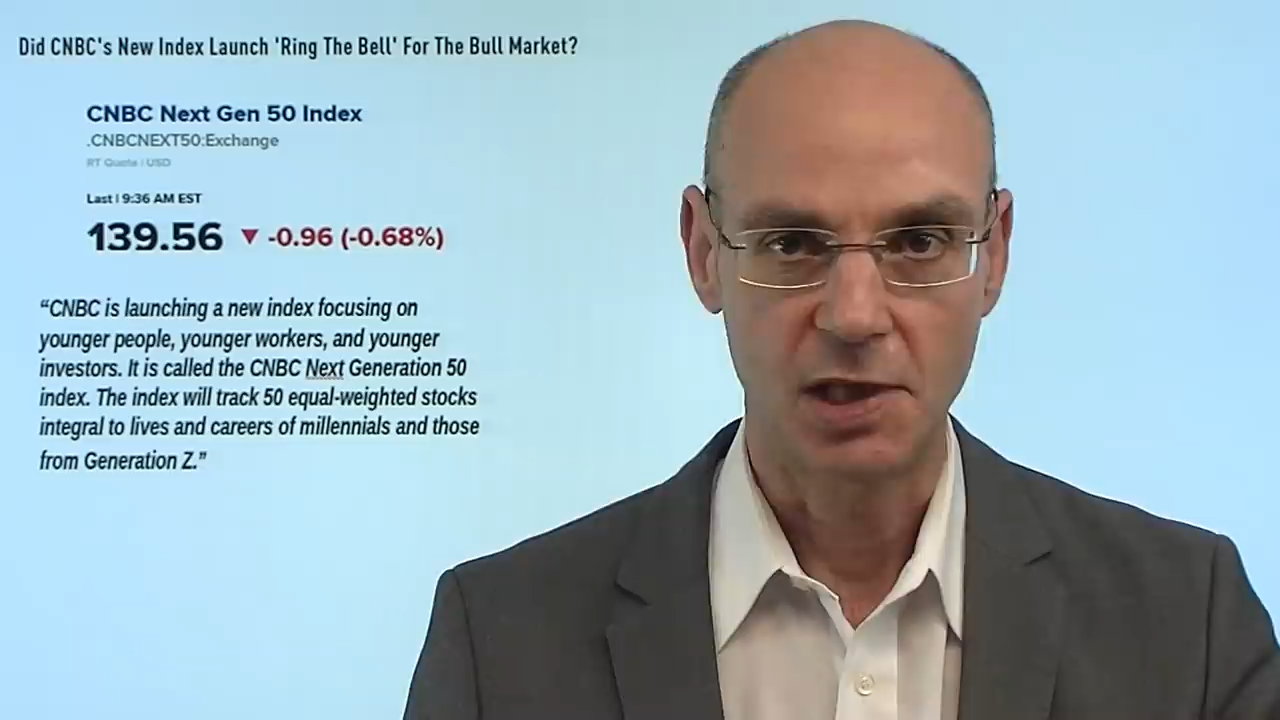 Did CNBC's New Index Launch 'Ring The Bell' For The Bull Market?
CNBC Next Gen 50 Index
.CNBCNEXT50:Exchange
RT Quote | USD
Last | 9:36 AM EST
139.56 ▼ -0.96 (-0.68%)
“CNBC is launching a new index focusing on
younger people, younger workers, and younger
investors. It is called the CNBC Next Generation 50
index. The index will track 50 equal-weighted stocks
integral to lives and careers of millennials and those
from Generation Z.”